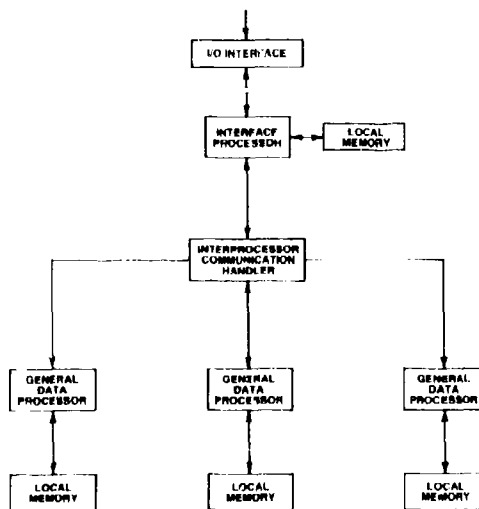 I/O INTERFACE
INTERFACE
PROCESSOR
LOCAL
MEMORY
INTERPROCESSOR
COMMUNICATION
HANDLER
GENERAL
DATA
PROCESSOR
GENERAL
DATA
PROCESSOR
GENERAL
DATA
PROCESSOR
LOCAL
MEMORY
LOCAL
MEMORY
LOCAL
MEMORY